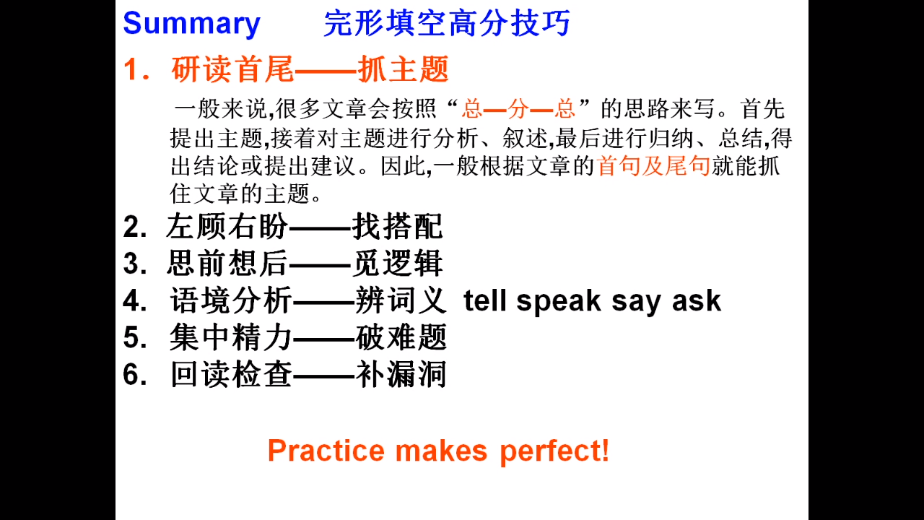 Summary 完形填空高分技巧
1. 研读首尾——抓主题
一般来说,很多文章会按照“总—分—总”的思路来写。首先
提出主题,接着对主题进行分析、叙述,最后进行归纳、总结,得
出结论或提出建议。因此,一般根据文章的首句及尾句就能抓
住文章的主题。
2. 左顾右盼——找搭配
3. 思前想后——觅逻辑
4. 语境分析——辨词义 tell speak say ask
5. 集中精力——破难题
6. 回读检查——补漏洞
Practice makes perfect!